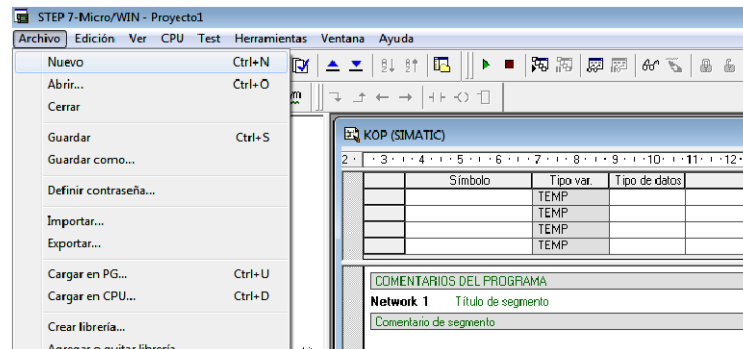 STEP 7-Micro/WIN - Proyecto1
Archivo Edición Ver CPU Test Herramientas Ventana Ayuda
Nuevo Ctrl+N
Abrir... Ctrl+O
Cerrar
Guardar Ctrl+S
Guardar como...
Definir contraseña...
Importar...
Exportar...
Cargar en PG... Ctrl+U
Cargar en CPU... Ctrl+D
Crear librería...
Agregar o quitar librería
KOP (SIMATIC)
2 · 3 · 4 · 5 · 6 · 7 · 8 · 9 · 10 · 11 · 12
Símbolo Tipo var. Tipo de datos
TEMP
TEMP
TEMP
TEMP
COMENTARIOS DEL PROGRAMA
Network 1 Título de segmento
Comentario de segmento